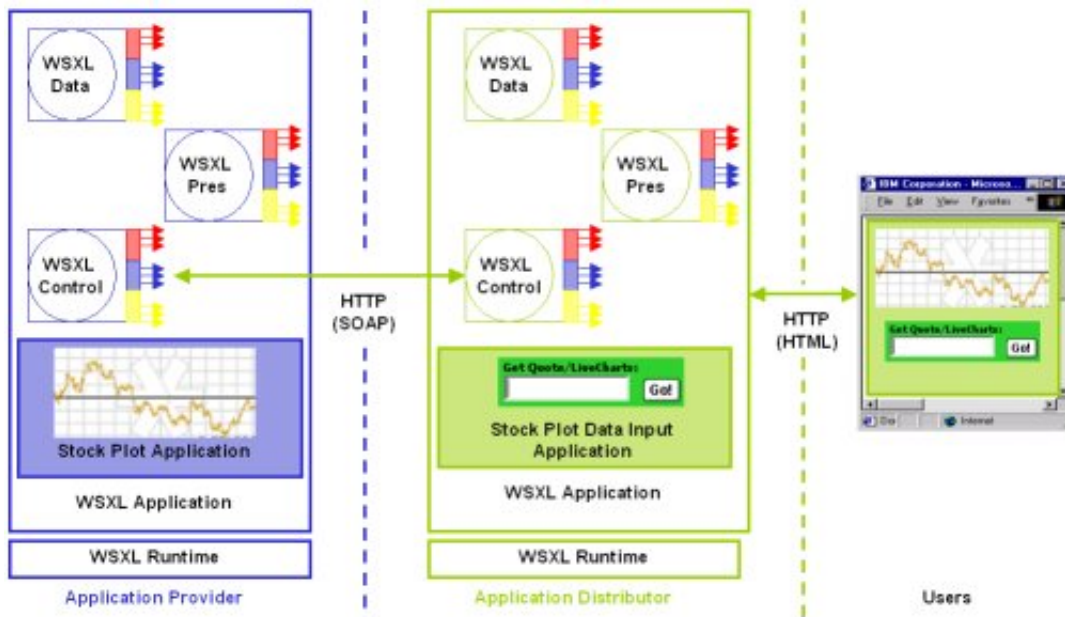 WSXL
Data
WSXL
Pres
WSXL
Control
Stock Plot Application
WSXL Application
WSXL Runtime
Application Provider
HTTP
(SOAP)
WSXL
Data
WSXL
Pres
WSXL
Control
Get Quote/LiveCharts:
Go!
Stock Plot Data Input
Application
WSXL Application
WSXL Runtime
Application Distributor
HTTP
(HTML)
IBM Corporation - Microso...
File Edit View Favorites
Get Quote/LiveCharts:
Go!
Internet
Users